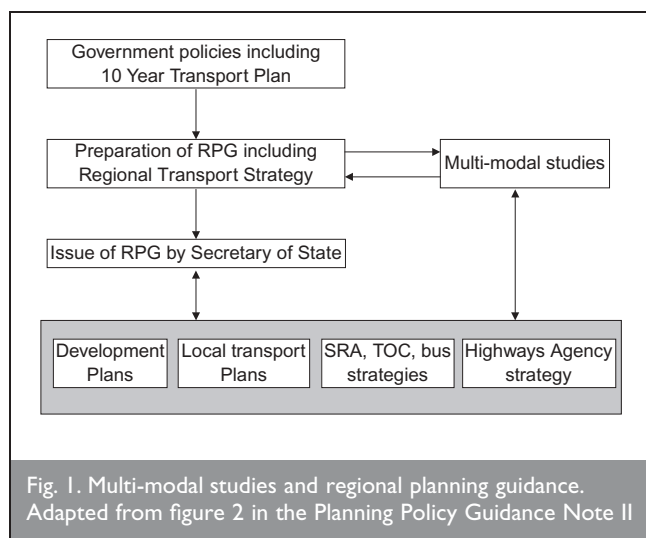 Government policies including
10 Year Transport Plan
Preparation of RPG including
Regional Transport Strategy
Multi-modal studies
Issue of RPG by Secretary of State
Development
Plans
Local transport
Plans
SRA, TOC, bus
strategies
Highways Agency
strategy
Fig. 1. Multi-modal studies and regional planning guidance.
Adapted from figure 2 in the Planning Policy Guidance Note II